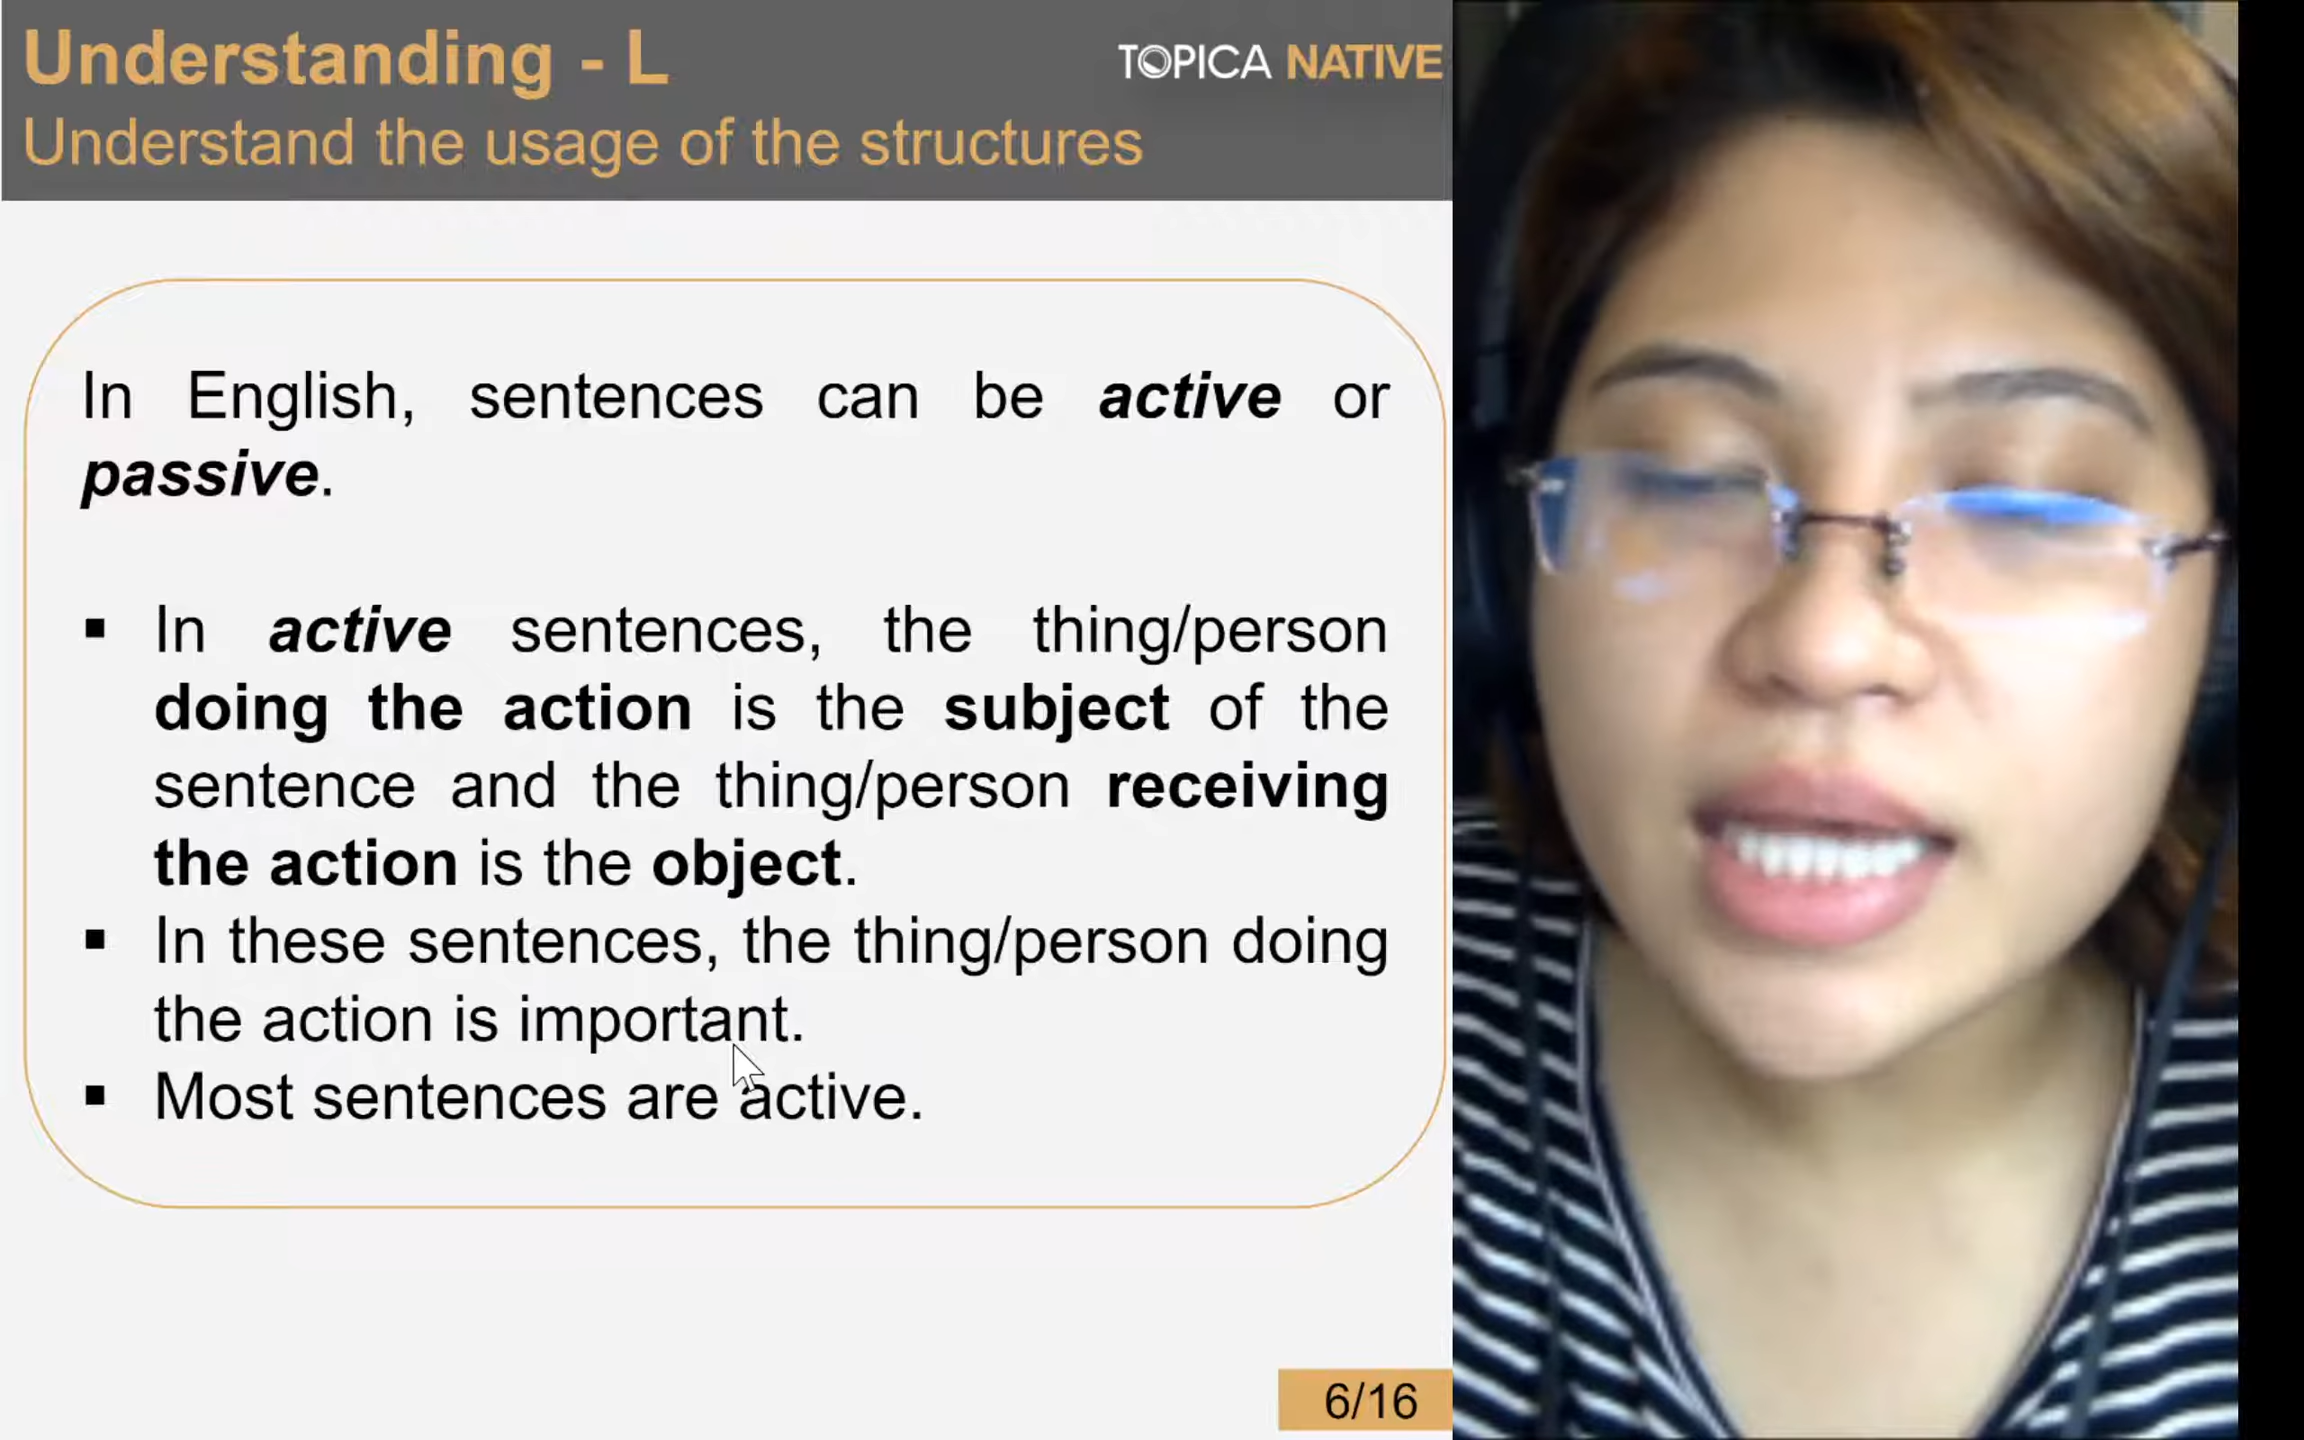 Understanding - L
TOPICA NATIVE
Understand the usage of the structures
In English, sentences can be active or
passive.
▪ In active sentences, the thing/person
doing the action is the subject of the
sentence and the thing/person receiving
the action is the object.
▪ In these sentences, the thing/person doing
the action is important.
▪ Most sentences are active.
6/16